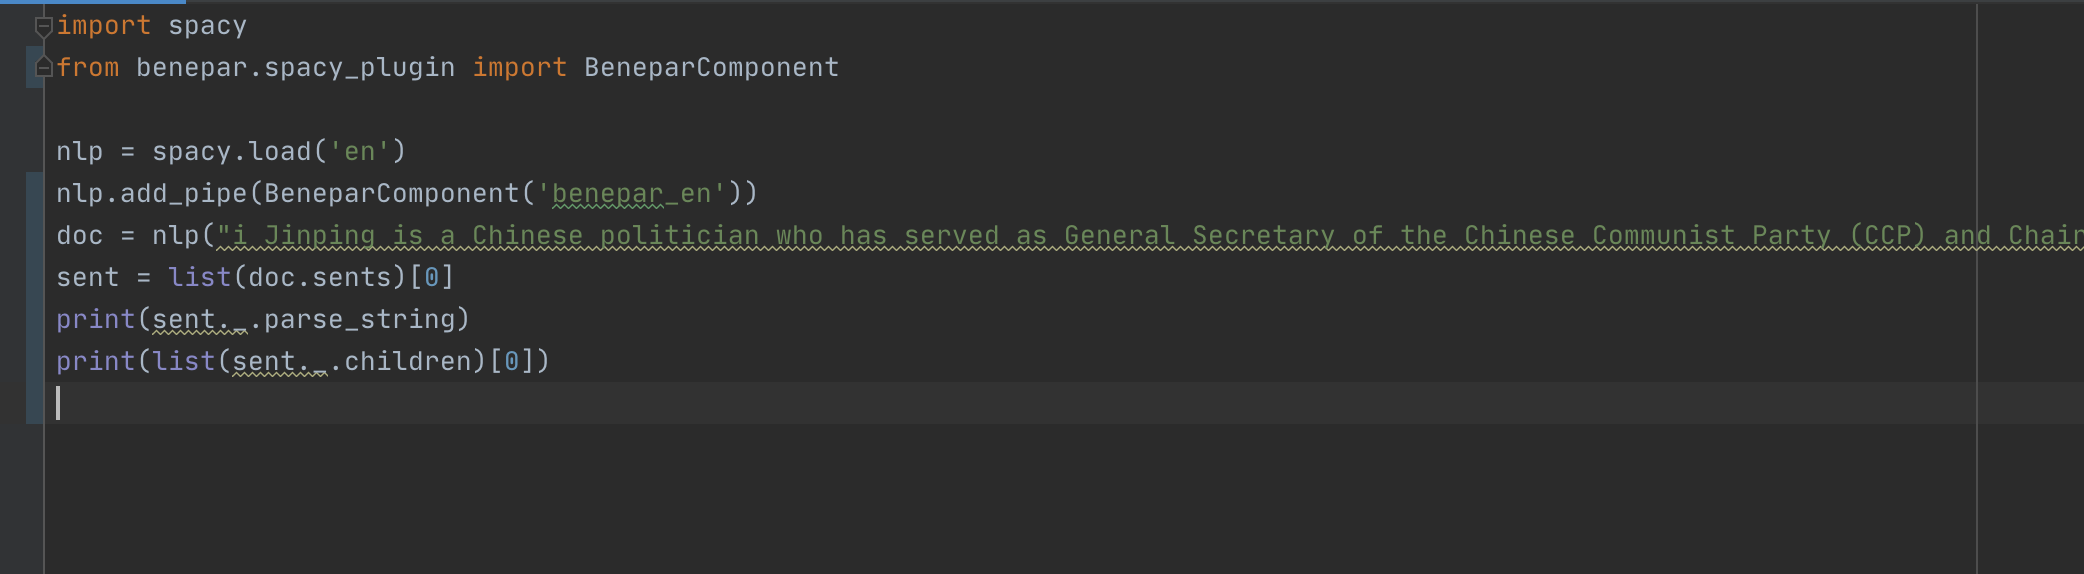 import spacy
from benepar.spacy_plugin import BeneparComponent
nlp = spacy.load('en')
nlp.add_pipe(BeneparComponent('benepar_en'))
doc = nlp("i Jinping is a Chinese politician who has served as General Secretary of the Chinese Communist Party (CCP) and Chair
sent = list(doc.sents)[0]
print(sent._.parse_string)
print(list(sent._.children)[0])